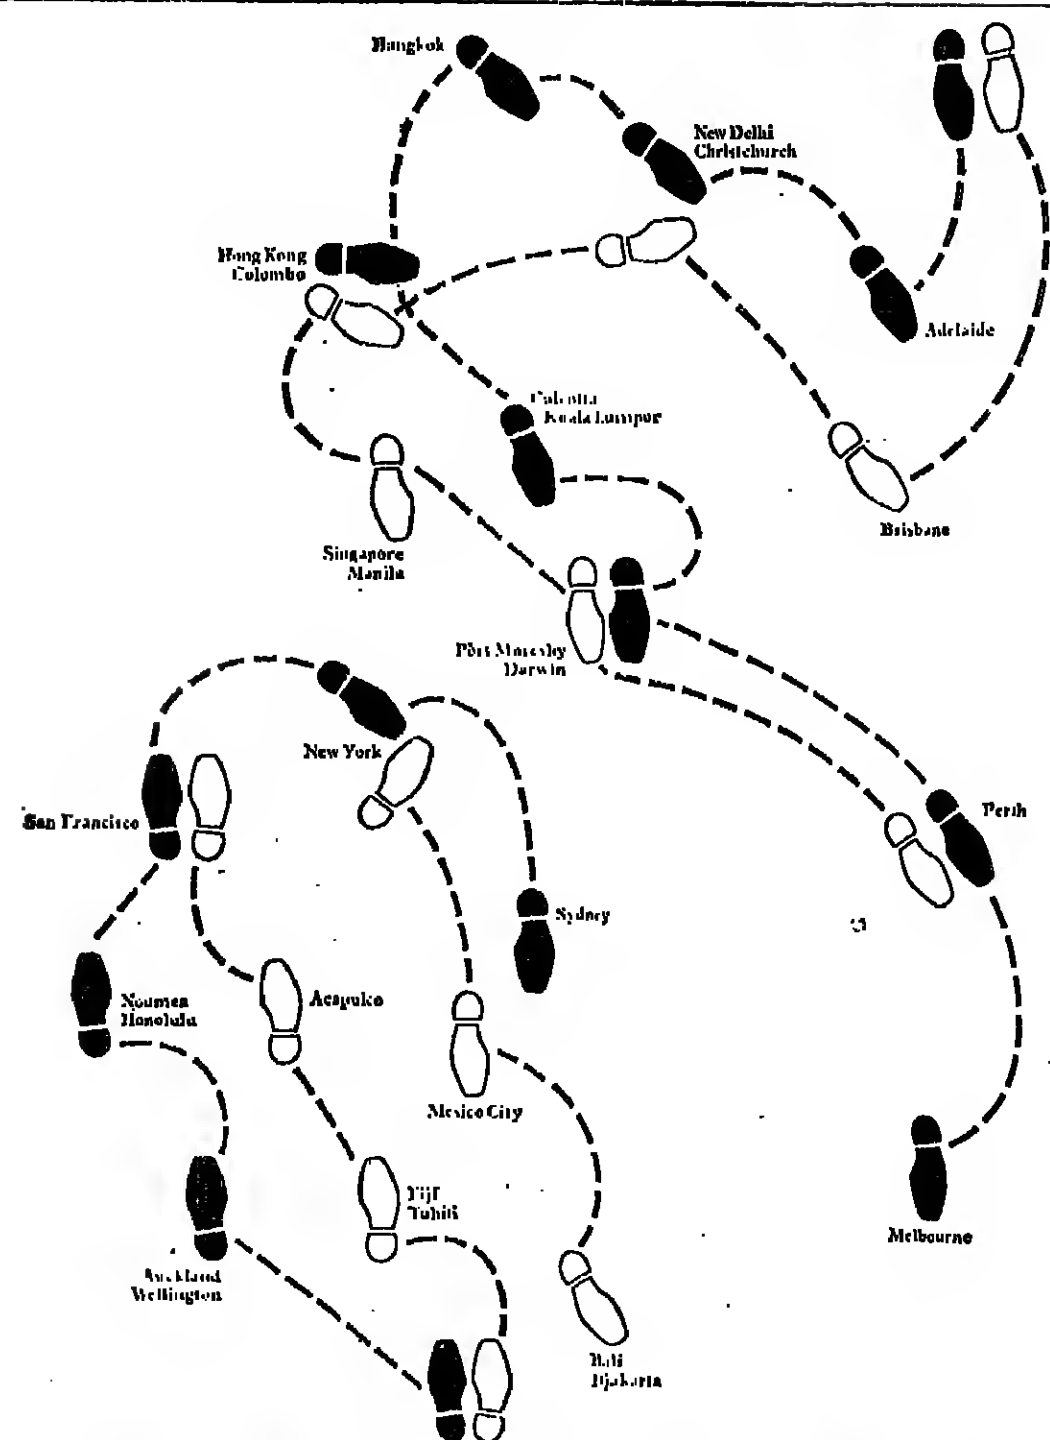 Bangkok
New Delhi
Christchurch
Hong Kong
Colombo
Adelaide
Calcutta
Kuala Lumpur
Brisbane
Singapore
Manila
Port Moresby
Darwin
New York
San Francisco
Perth
Sydney
Noumea
Honolulu
Acapulco
Mexico City
Fiji
Tahiti
Melbourne
Auckland
Wellington
Bali
Djakarta